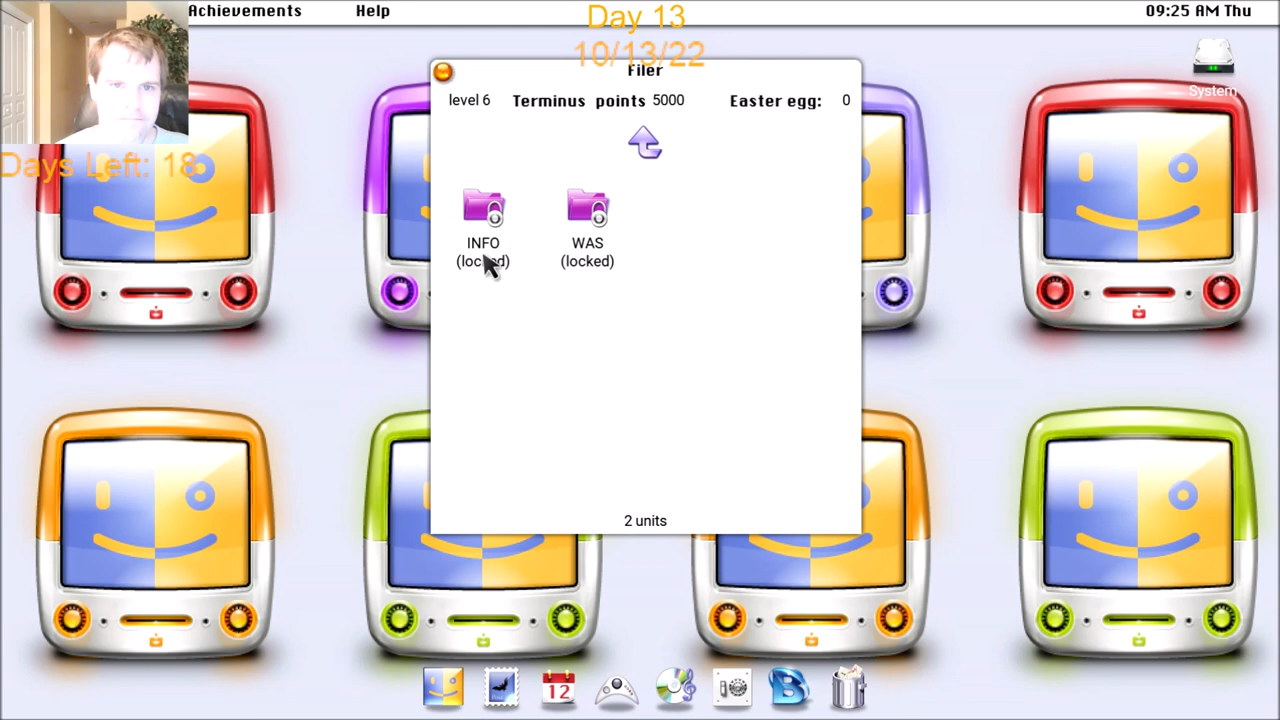 Achievements Help 09:25 AM Thu
Day 13
10/13/22
Filer
level 6 Terminus points 5000 Easter egg: 0
System
Days Left: 18
INFO
(locked)
WAS
(locked)
2 units
12
B